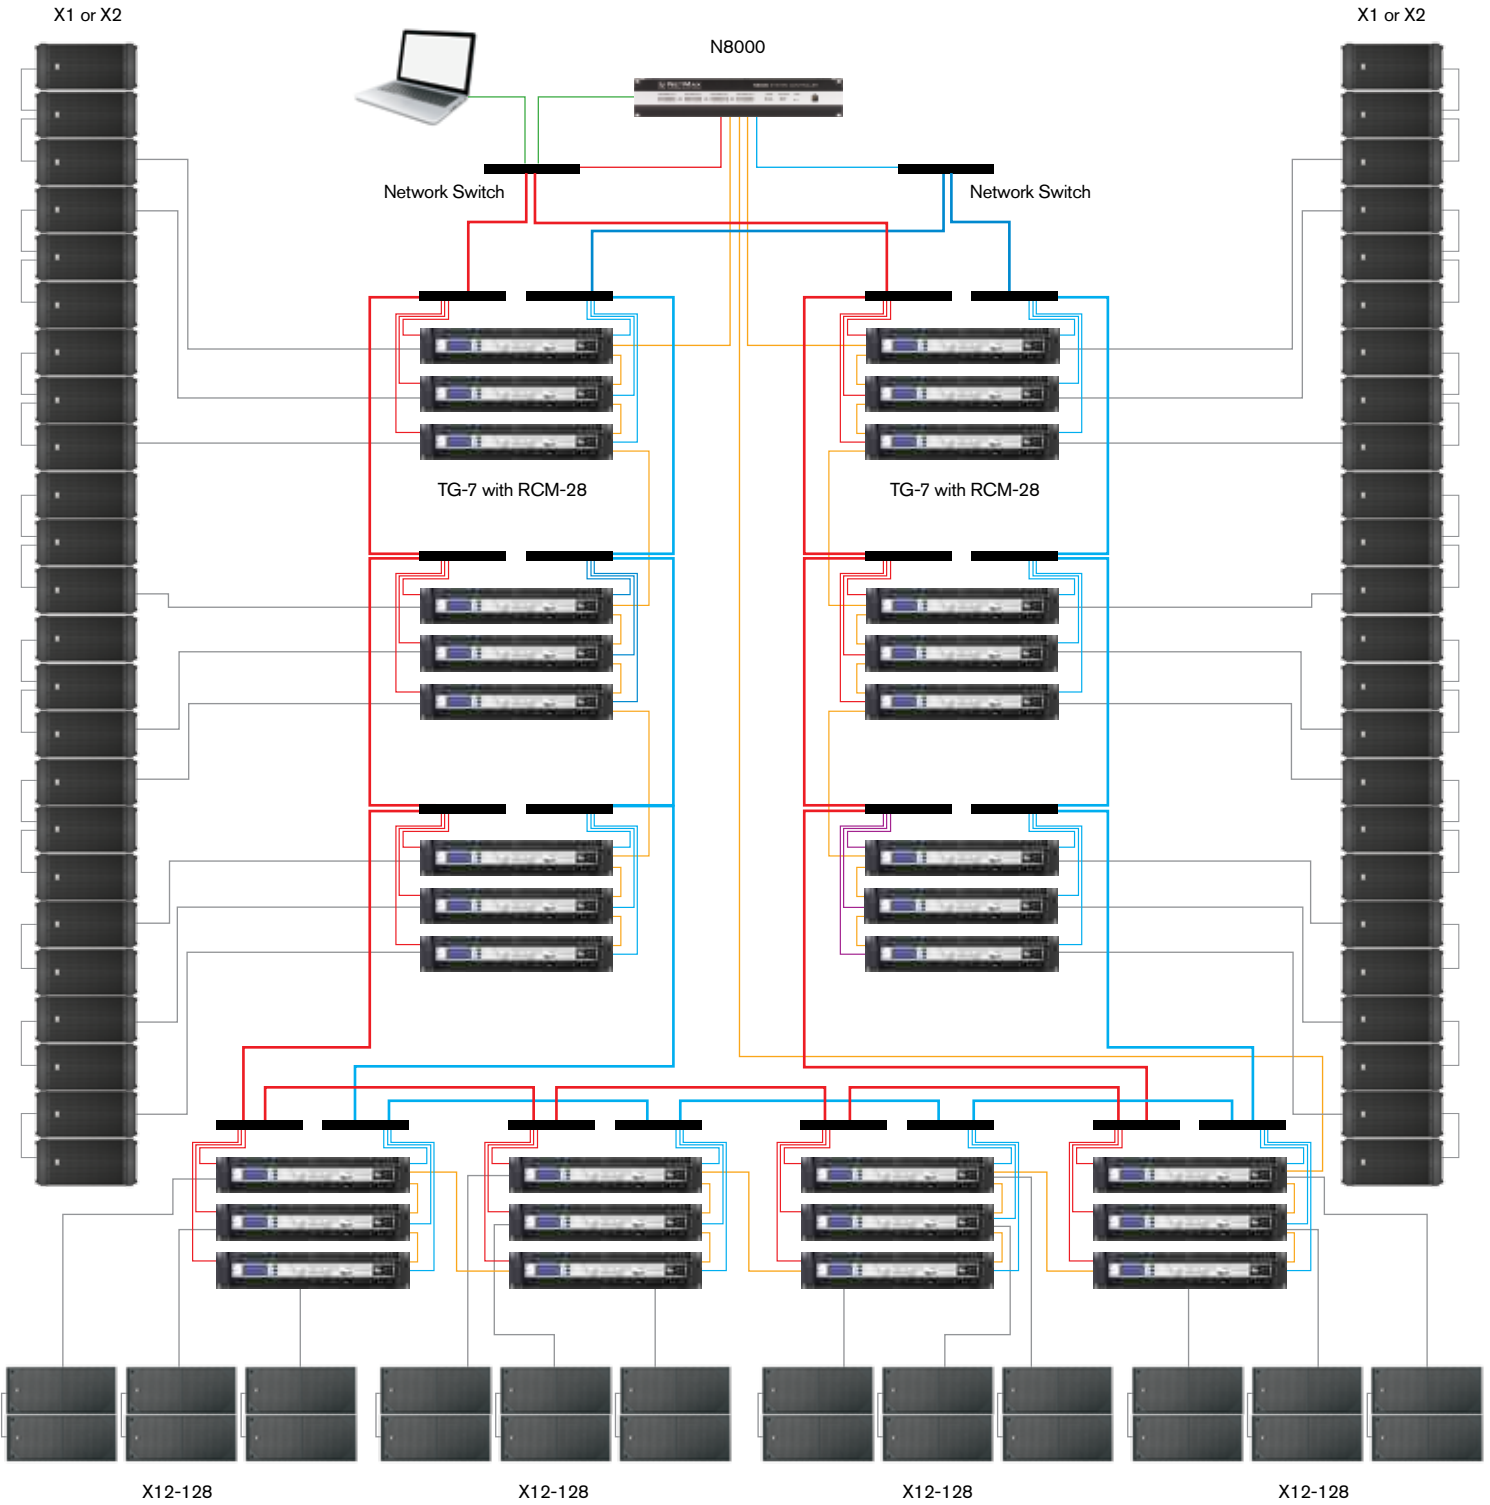 X1 or X2
X1 or X2
N8000
NETMAX
Network Switch
Network Switch
TG-7 with RCM-28
TG-7 with RCM-28
X12-128
X12-128
X12-128
X12-128